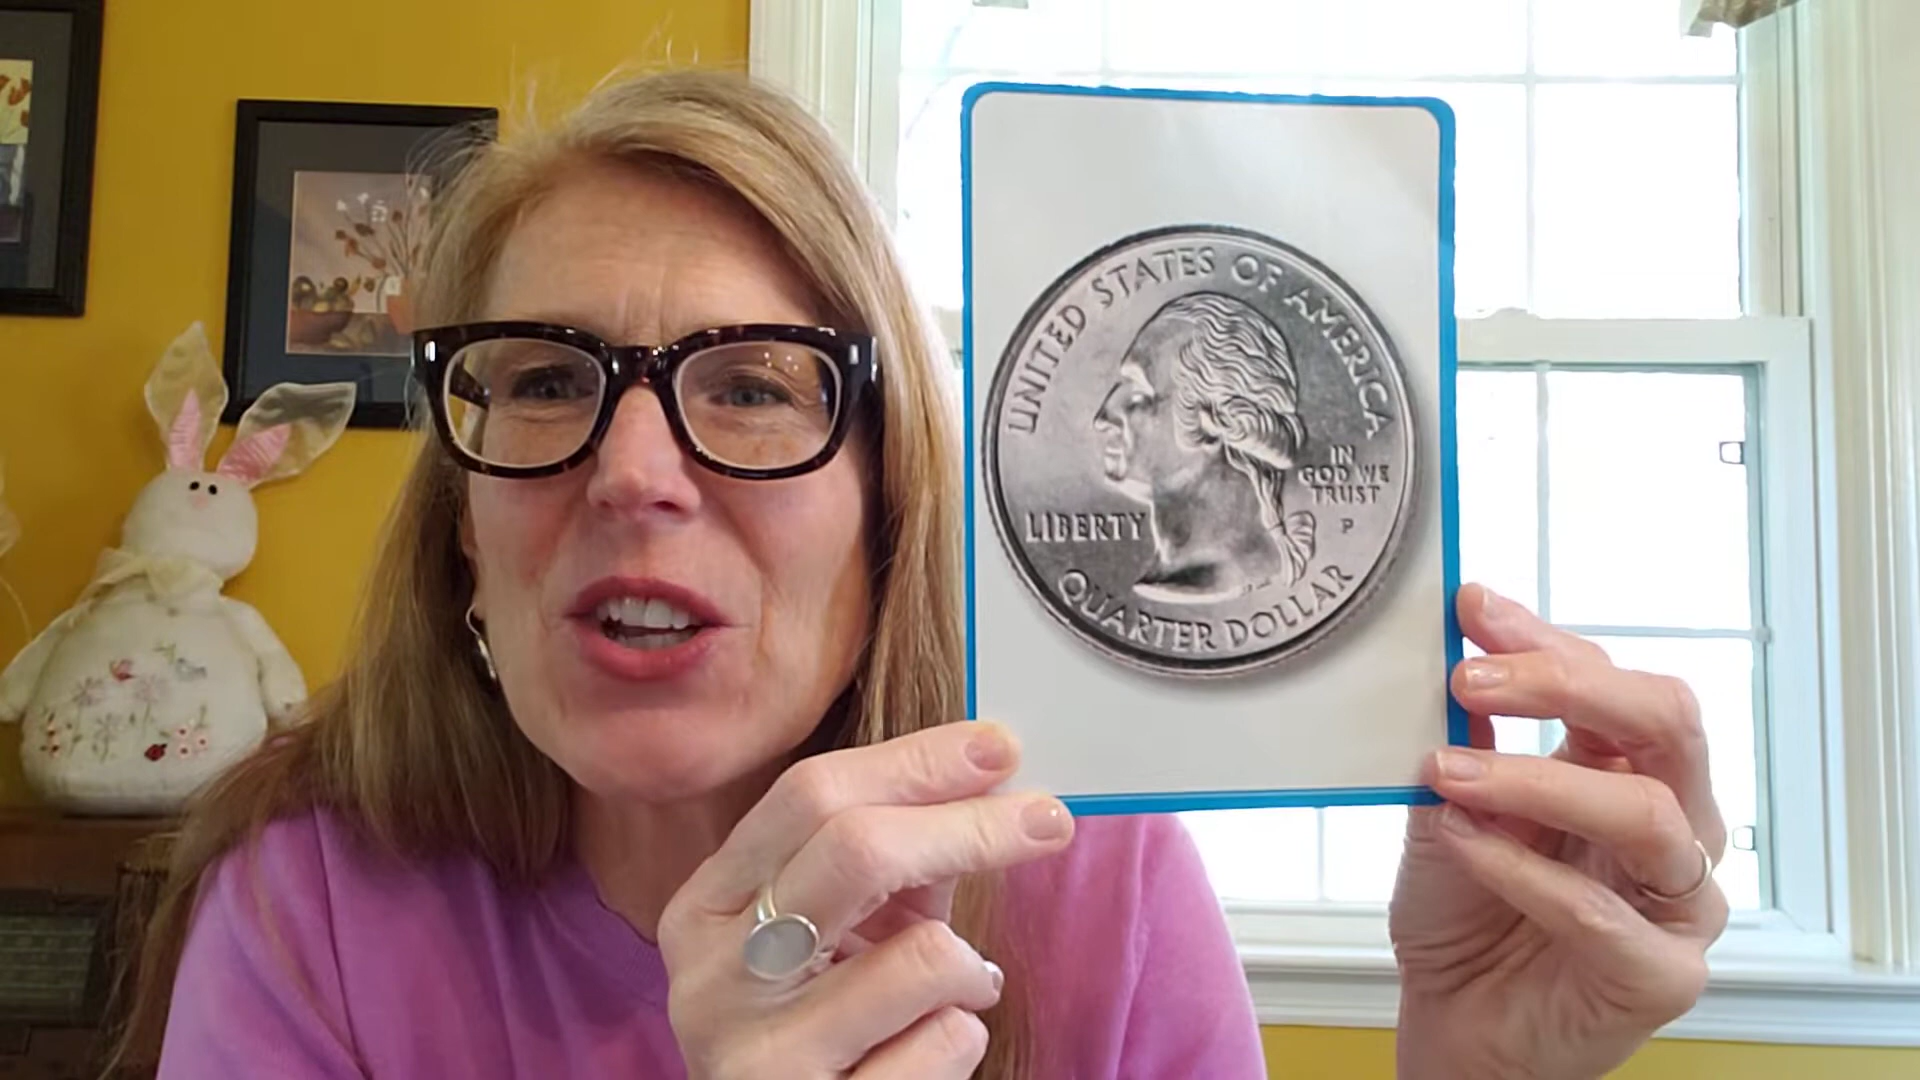 UNITED STATES OF AMERICA
LIBERTY
IN
GOD WE
TRUST
P
QUARTER DOLLAR